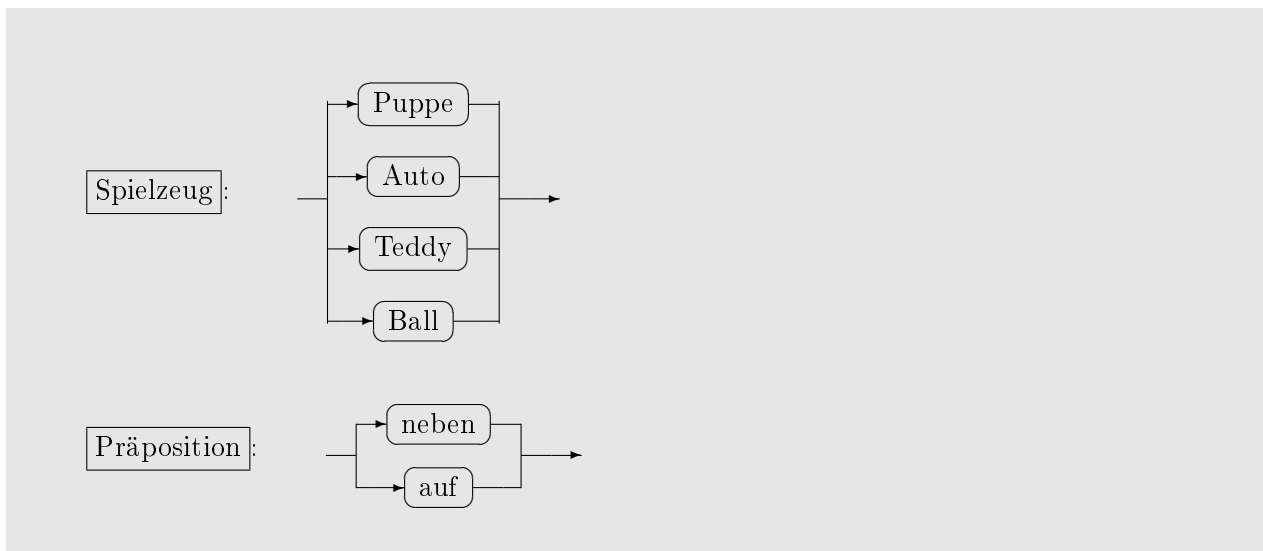 Puppe
Auto
Spielzeug:
Teddy
Ball
neben
Präposition:
auf